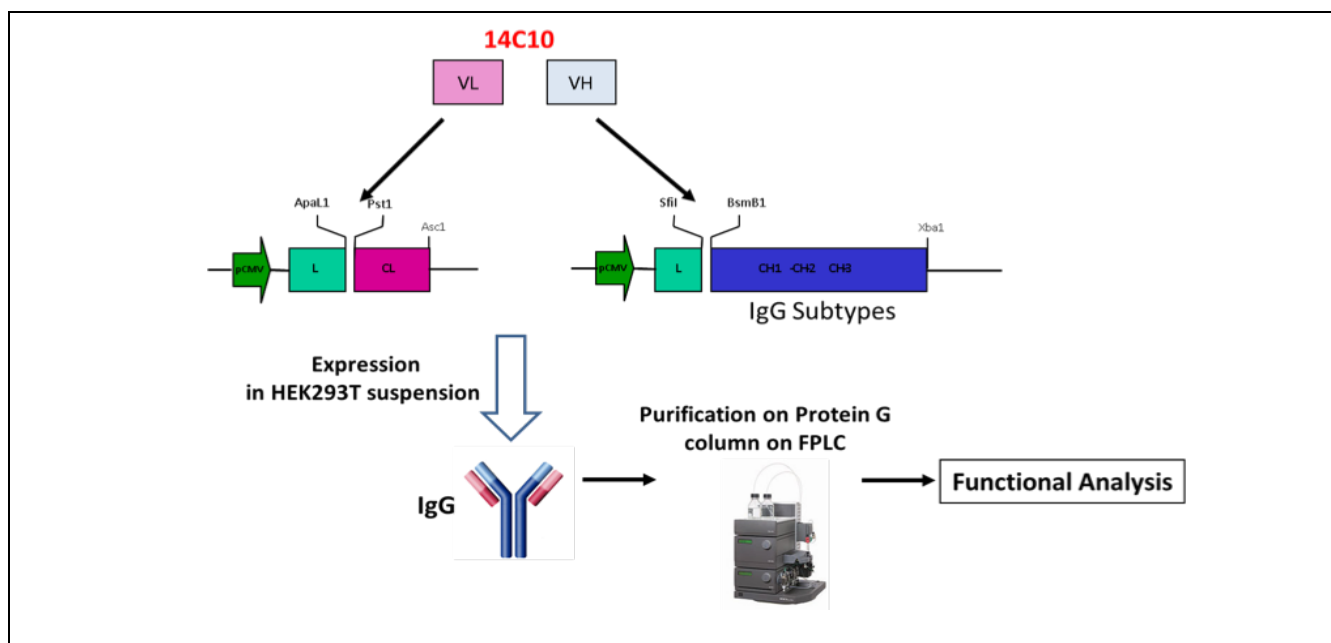 14C10
VL
VH
ApaL1
Pst1
Asc1
SfiI
BsmB1
Xba1
pCMV
L
CL
pCMV
L
CH1 -CH2 CH3
IgG Subtypes
Expression
in HEK293T suspension
Purification on Protein G
column on FPLC
IgG
Functional Analysis